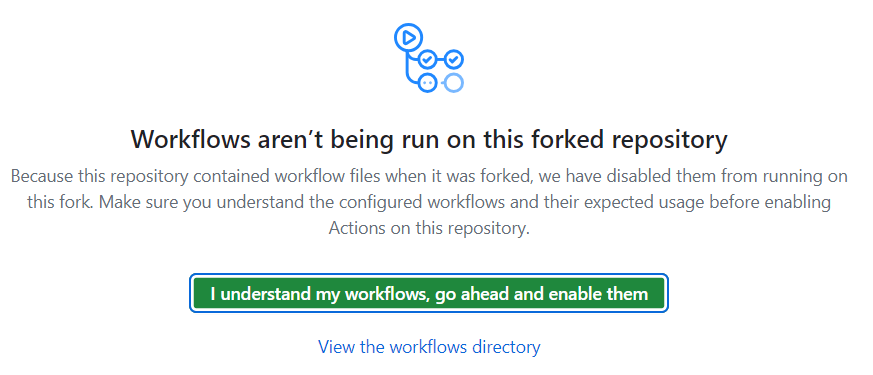 Workflows aren’t being run on this forked repository
Because this repository contained workflow files when it was forked, we have disabled them from running on
this fork. Make sure you understand the configured workflows and their expected usage before enabling
Actions on this repository.
I understand my workflows, go ahead and enable them
View the workflows directory